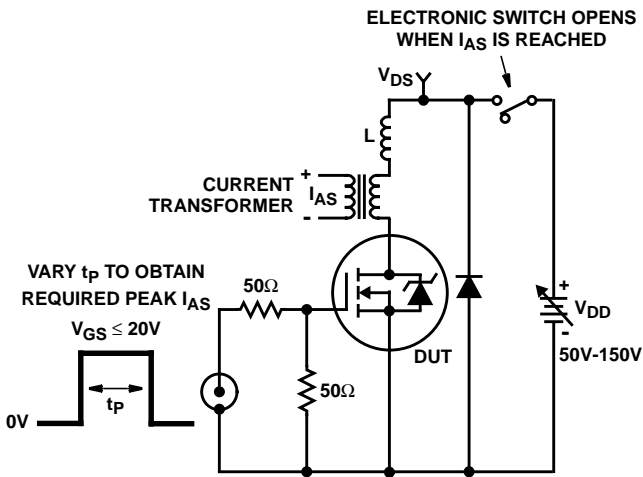 ELECTRONIC SWITCH OPENS
WHEN IAS IS REACHED
VDS
L
+
CURRENT
TRANSFORMER
IAS
-
VARY tP TO OBTAIN
REQUIRED PEAK IAS
50Ω
VGS ≤ 20V
DUT
+
VDD
-
50V-150V
50Ω
tP
0V